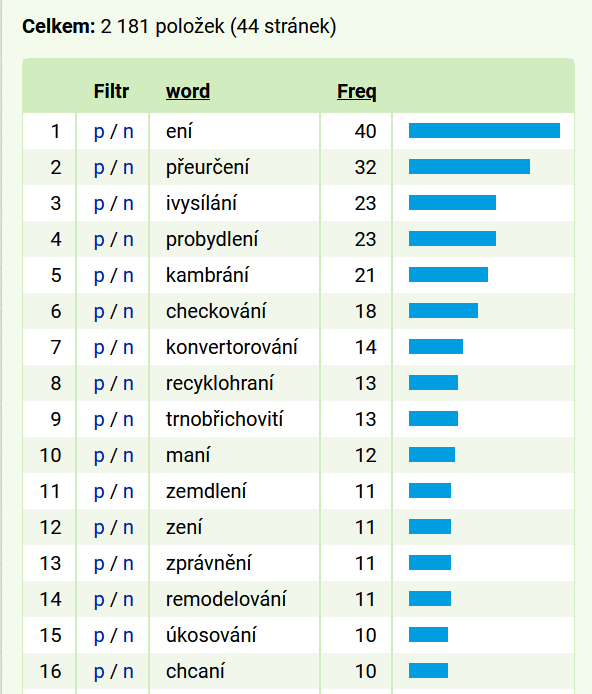 Celkem: 2 181 položek (44 stránek)
Filtr word Freq
1 p / n ení 40
2 p / n přeurčení 32
3 p / n ivysílání 23
4 p / n probydlení 23
5 p / n kambrání 21
6 p / n checkování 18
7 p / n konvertorování 14
8 p / n recyklohraní 13
9 p / n trnobřichovití 13
10 p / n maní 12
11 p / n zemdlení 11
12 p / n zení 11
13 p / n zprávnění 11
14 p / n remodelování 11
15 p / n úkosování 10
16 p / n chcaní 10